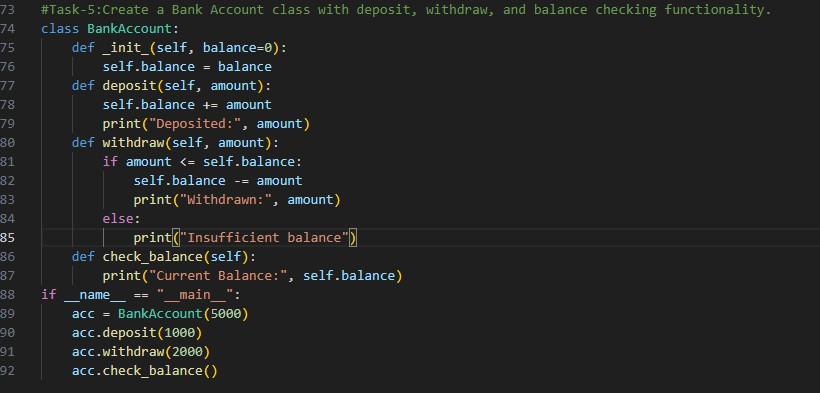 73 #Task-5:Create a Bank Account class with deposit, withdraw, and balance checking functionality.
74 class BankAccount:
75     def _init_(self, balance=0):
76         self.balance = balance
77     def deposit(self, amount):
78         self.balance += amount
79         print("Deposited:", amount)
80     def withdraw(self, amount):
81         if amount <= self.balance:
82             self.balance -= amount
83             print("Withdrawn:", amount)
84         else:
85             print("Insufficient balance")
86     def check_balance(self):
87         print("Current Balance:", self.balance)
88 if __name__ == "__main__":
89     acc = BankAccount(5000)
90     acc.deposit(1000)
91     acc.withdraw(2000)
92     acc.check_balance()